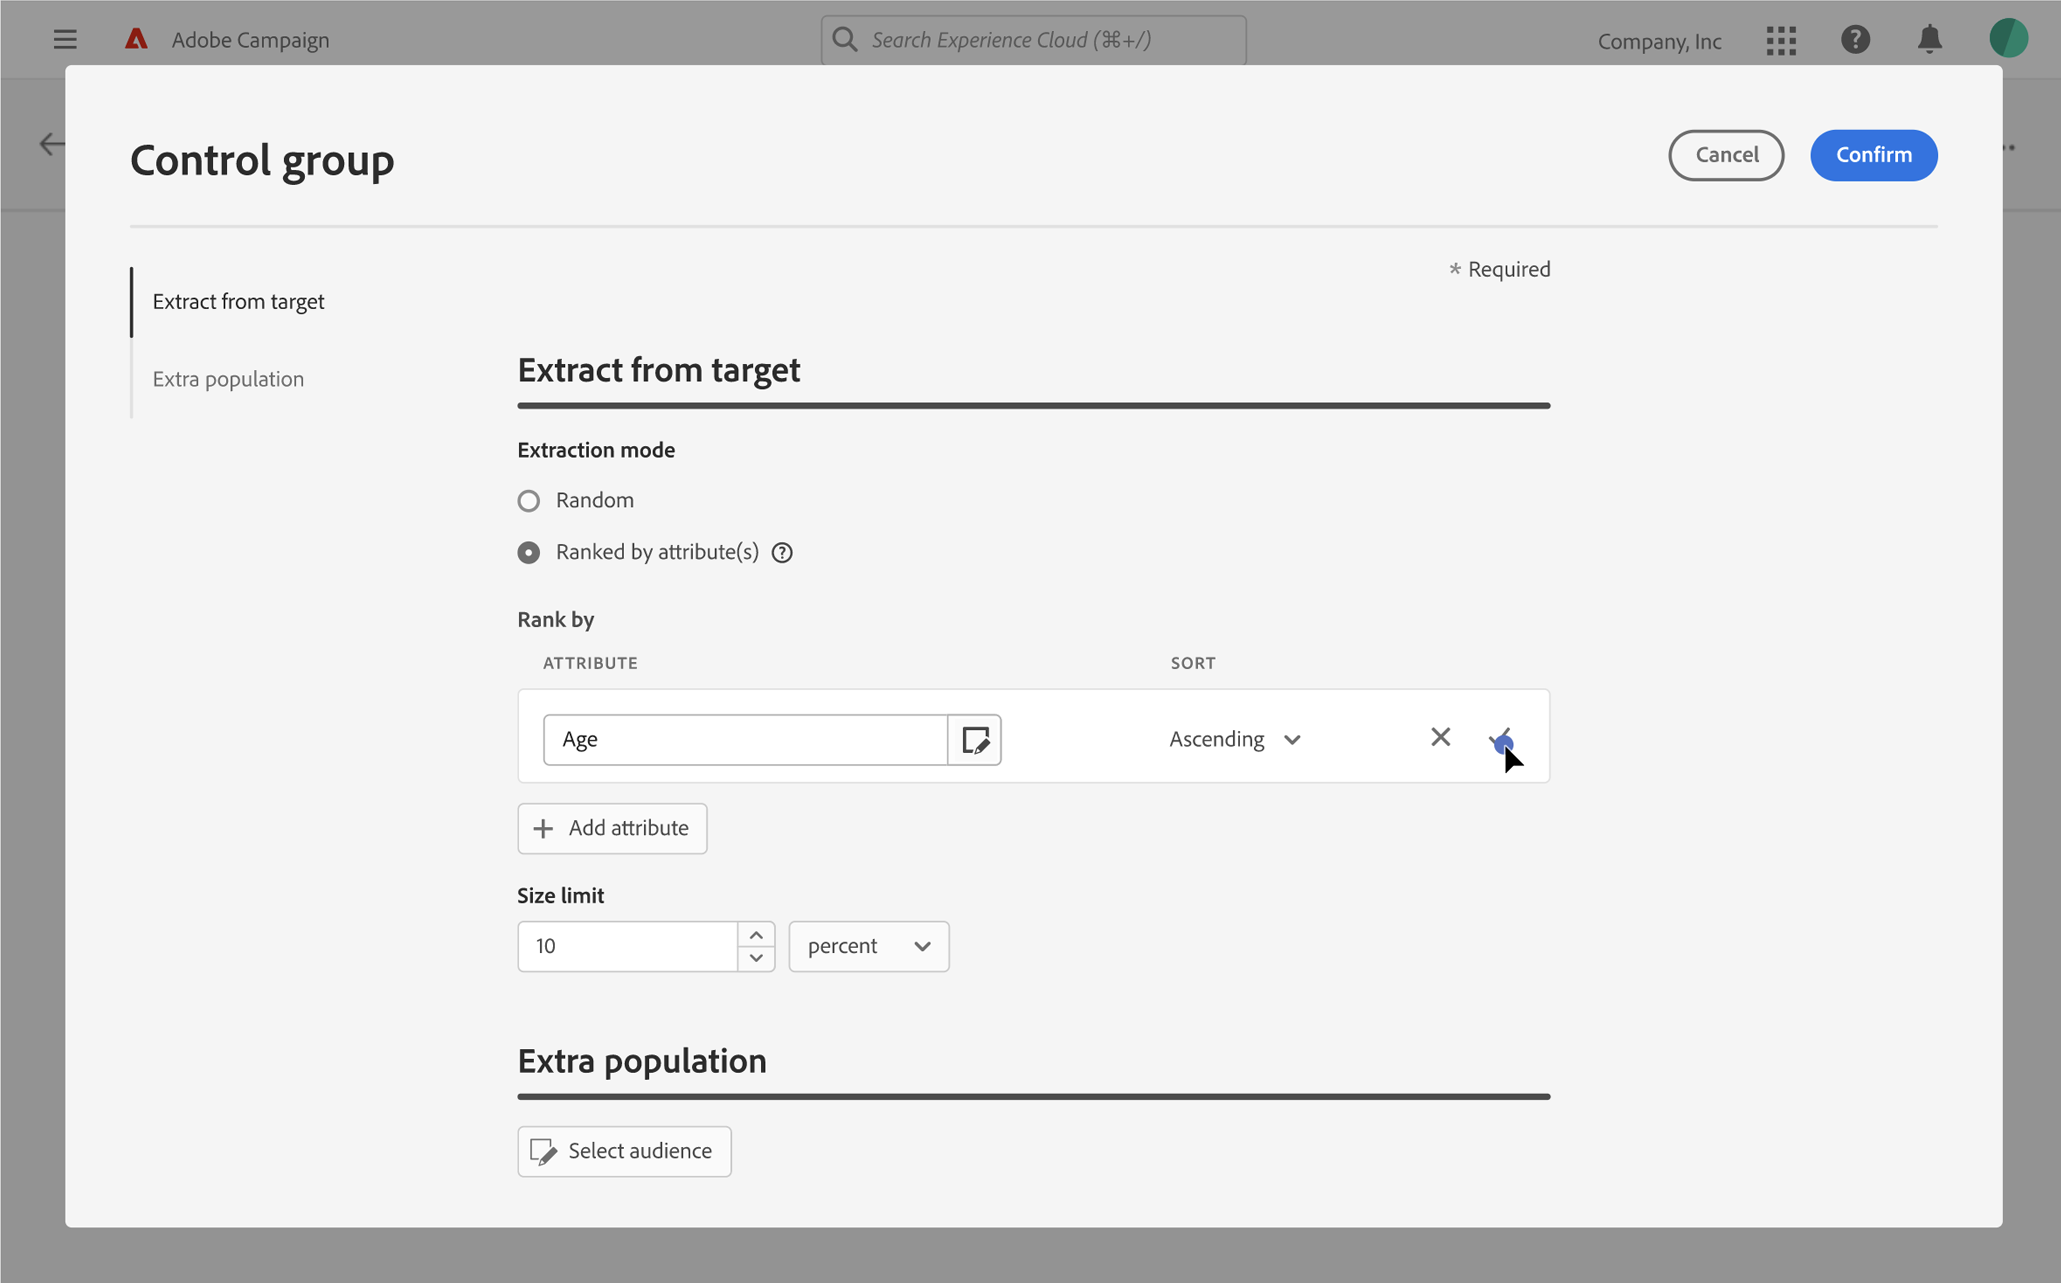 Adobe Campaign
Search Experience Cloud (⌘+/)
Company, Inc
Control group
Cancel
Confirm
* Required
Extract from target
Extra population
Extract from target
Extraction mode
Random
Ranked by attribute(s)
Rank by
ATTRIBUTE SORT
Age Ascending
+ Add attribute
Size limit
10 percent
Extra population
Select audience